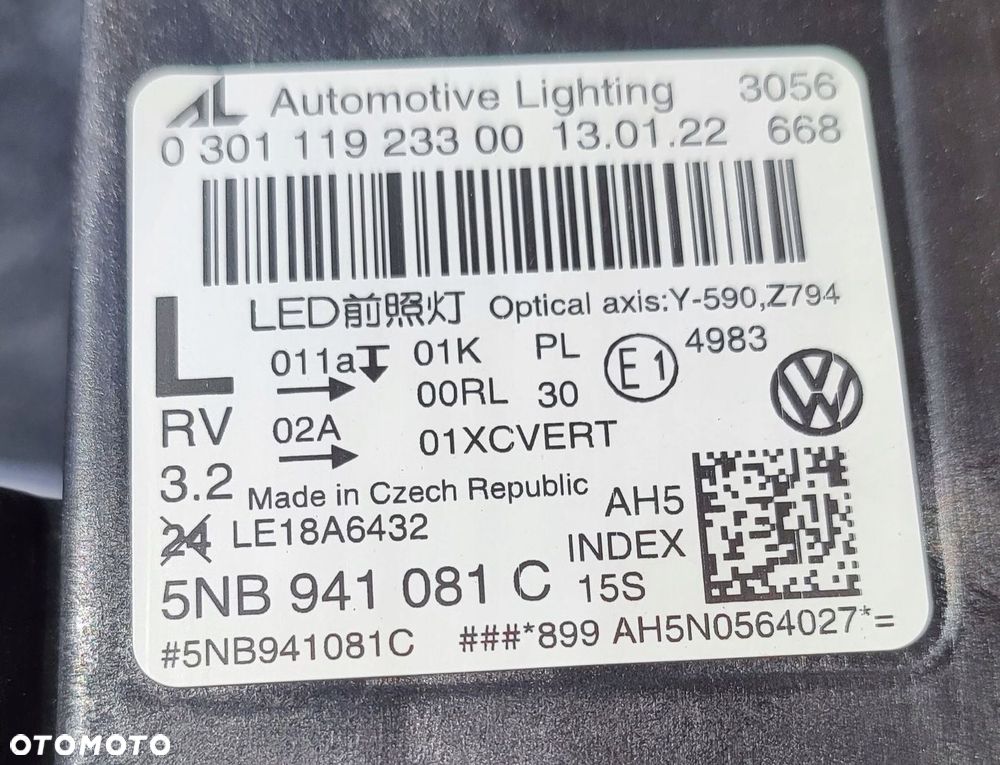 AL Automotive Lighting 3056
0 301 119 233 00 13.01.22 668
L LED前照灯 Optical axis:Y-590,Z794
011a 01K PL E1 4983
00RL 30
RV 02A 01XCVERT
3.2 Made in Czech Republic AH5
24 LE18A6432 INDEX
5NB 941 081 C 15S
#5NB941081C ###*899 AH5N0564027*=
OTOMOTO